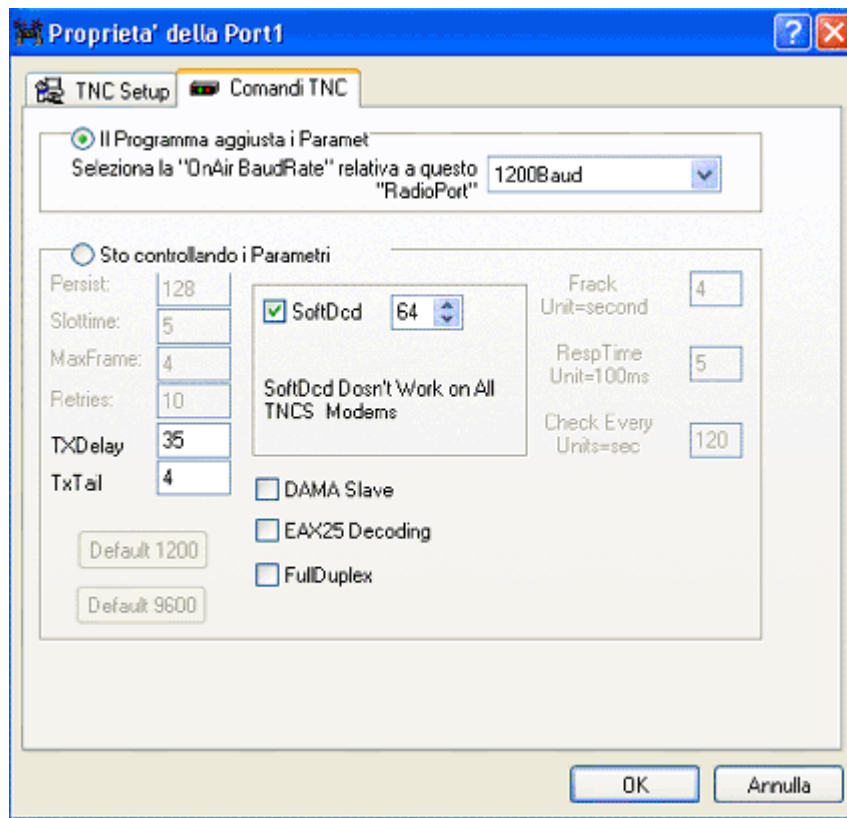 Proprieta' della Port1
TNC Setup
Comandi TNC
Il Programma aggiusta i Paramet
Seleziona la "OnAir BaudRate" relativa a questo
"RadioPort"
1200Baud
Sto controllando i Parametri
Persist: 128
Slottime: 5
MaxFrame: 4
Retries: 10
TXDelay 35
TxTail 4
Default 1200
Default 9600
SoftDcd 64
SoftDcd Dosn't Work on All
TNCS Modems
DAMA Slave
EAX25 Decoding
FullDuplex
Frack
Unit=second
4
RespTime
Unit=100ms
5
Check Every
Units=sec
120
OK
Annulla